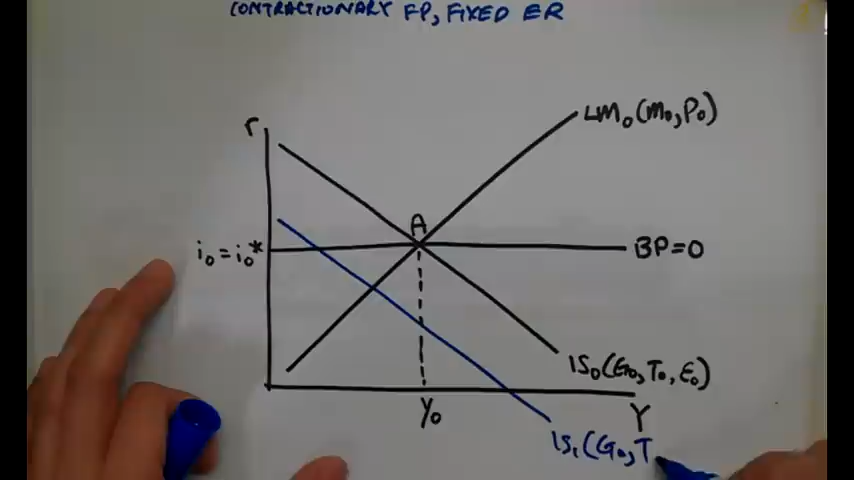 CONTRACTIONARY FP, FIXED ER
r
LM₀(M₀,P₀)
A
i₀=i₀*
BP=0
IS₀(G₀,T₀,E₀)
Y₀
Y
IS₁(G₀,T